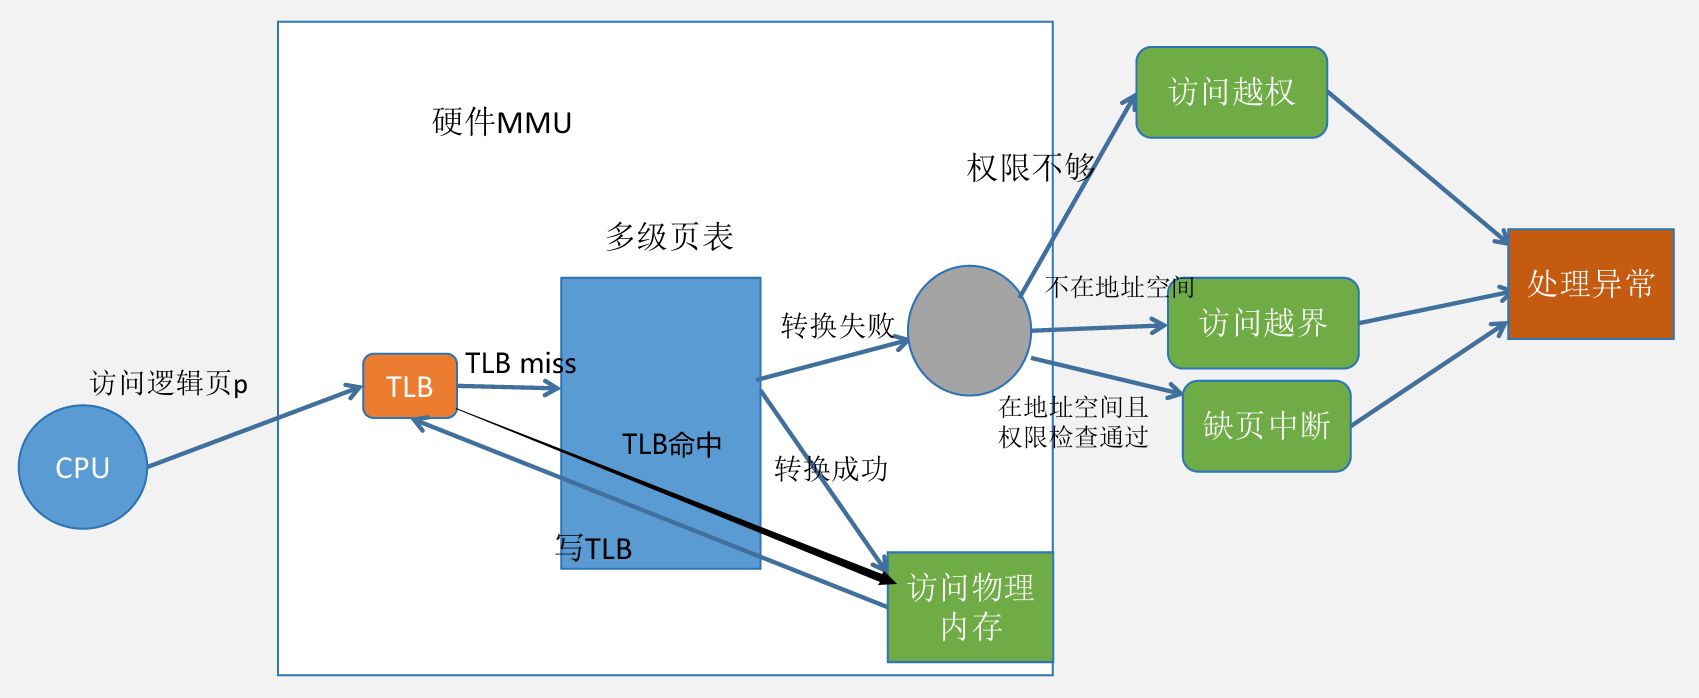 硬件MMU
访问越权
权限不够
多级页表
不在地址空间
处理异常
转换失败
访问越界
TLB miss
访问逻辑页p
TLB
在地址空间且
权限检查通过
缺页中断
TLB命中
转换成功
CPU
写TLB
访问物理
内存